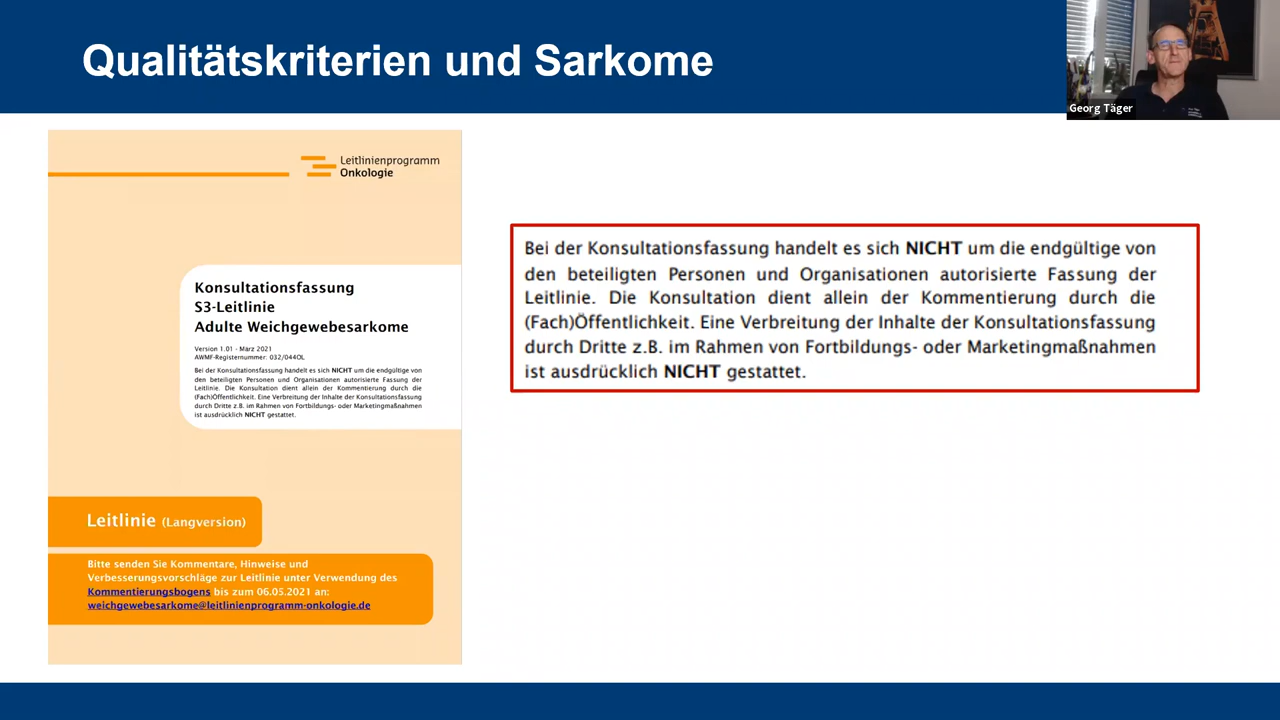 Qualitätskriterien und Sarkome
Georg Täger
Leitlinienprogramm
Onkologie
Konsultationsfassung
S3-Leitlinie
Adulte Weichgewebesarkome
Version 1.01 - März 2021
AWMF-Registernummer: 032/044OL
Bei der Konsultationsfassung handelt es sich NICHT um die endgültige von
den beteiligten Personen und Organisationen autorisierte Fassung der
Leitlinie. Die Konsultation dient allein der Kommentierung durch die
(Fach)Öffentlichkeit. Eine Verbreitung der Inhalte der Konsultationsfassung
durch Dritte z.B. im Rahmen von Fortbildungs- oder Marketingmaßnahmen
ist ausdrücklich NICHT gestattet.
Leitlinie (Langversion)
Bitte senden Sie Kommentare, Hinweise und
Verbesserungsvorschläge zur Leitlinie unter Verwendung des
Kommentierungsbogens bis zum 06.05.2021 an:
weichgewebesarkome@leitlinienprogramm-onkologie.de
Bei der Konsultationsfassung handelt es sich NICHT um die endgültige von
den beteiligten Personen und Organisationen autorisierte Fassung der
Leitlinie. Die Konsultation dient allein der Kommentierung durch die
(Fach)Öffentlichkeit. Eine Verbreitung der Inhalte der Konsultationsfassung
durch Dritte z.B. im Rahmen von Fortbildungs- oder Marketingmaßnahmen
ist ausdrücklich NICHT gestattet.